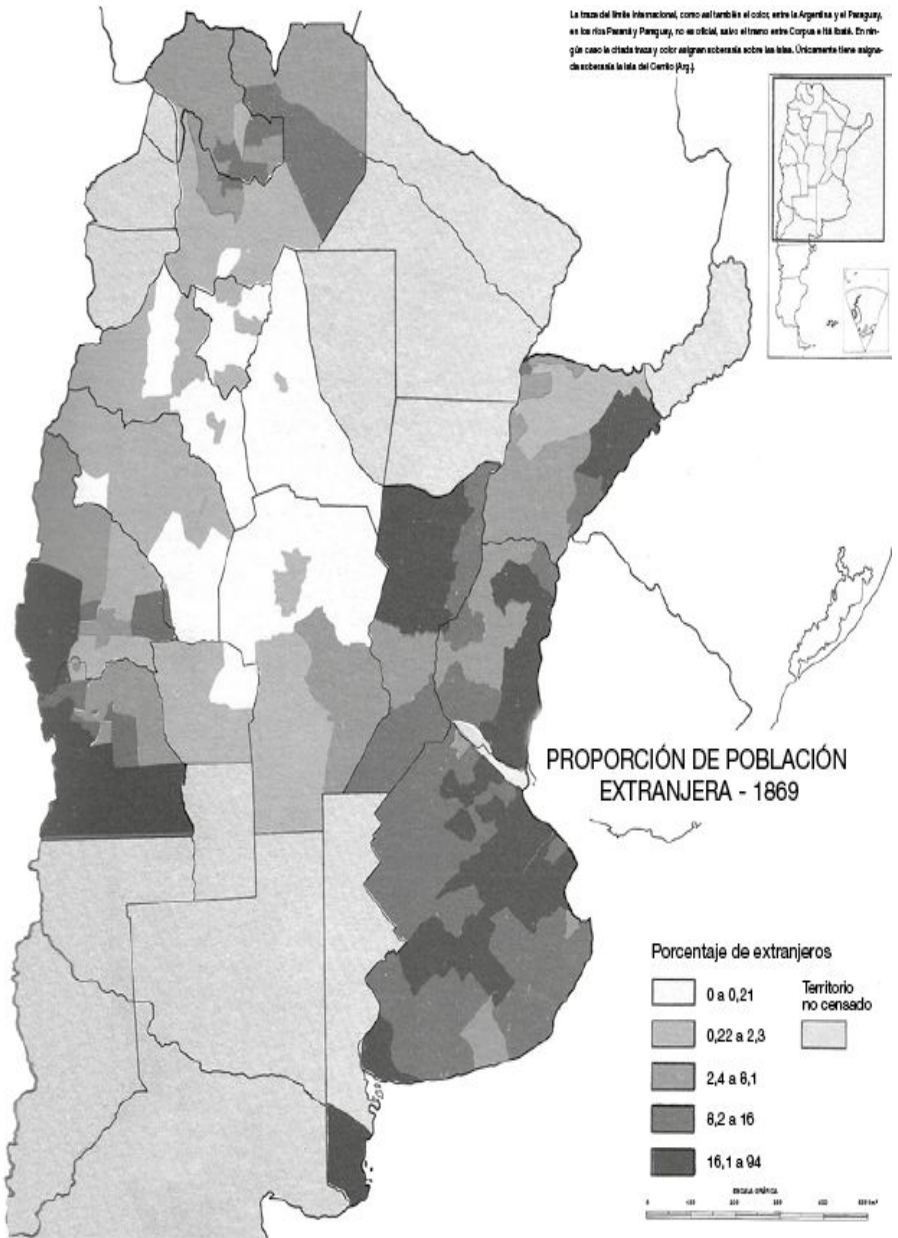 La traza del límite internacional, como así también el color, entre la Argentina y el Paraguay,
en los ríos Paraná y Paraguay, no es oficial, salvo el tramo entre Corpus e Itá Ibaté. En nin-
gún caso la citada traza y color asignan soberanía sobre las islas. Únicamente tiene asigna-
da soberanía la isla del Cerrito (Arg.).
PROPORCIÓN DE POBLACIÓN
EXTRANJERA - 1869
Porcentaje de extranjeros
0 a 0,21
0,22 a 2,3
2,4 a 8,1
8,2 a 16
16,1 a 94
Territorio
no censado
ESCALA GRÁFICA
0